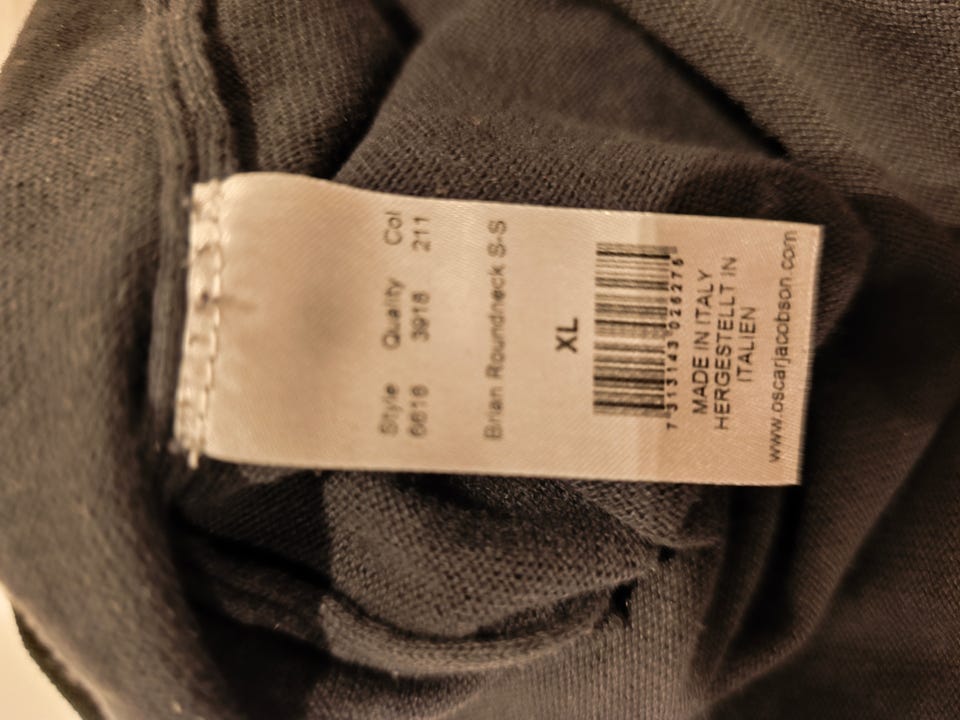 Style Quality Col
6616 3918 211
Brian Roundneck S-S
XL
7 313143 026276
MADE IN ITALY
HERGESTELLT IN
ITALIEN
www.oscarjacobson.com